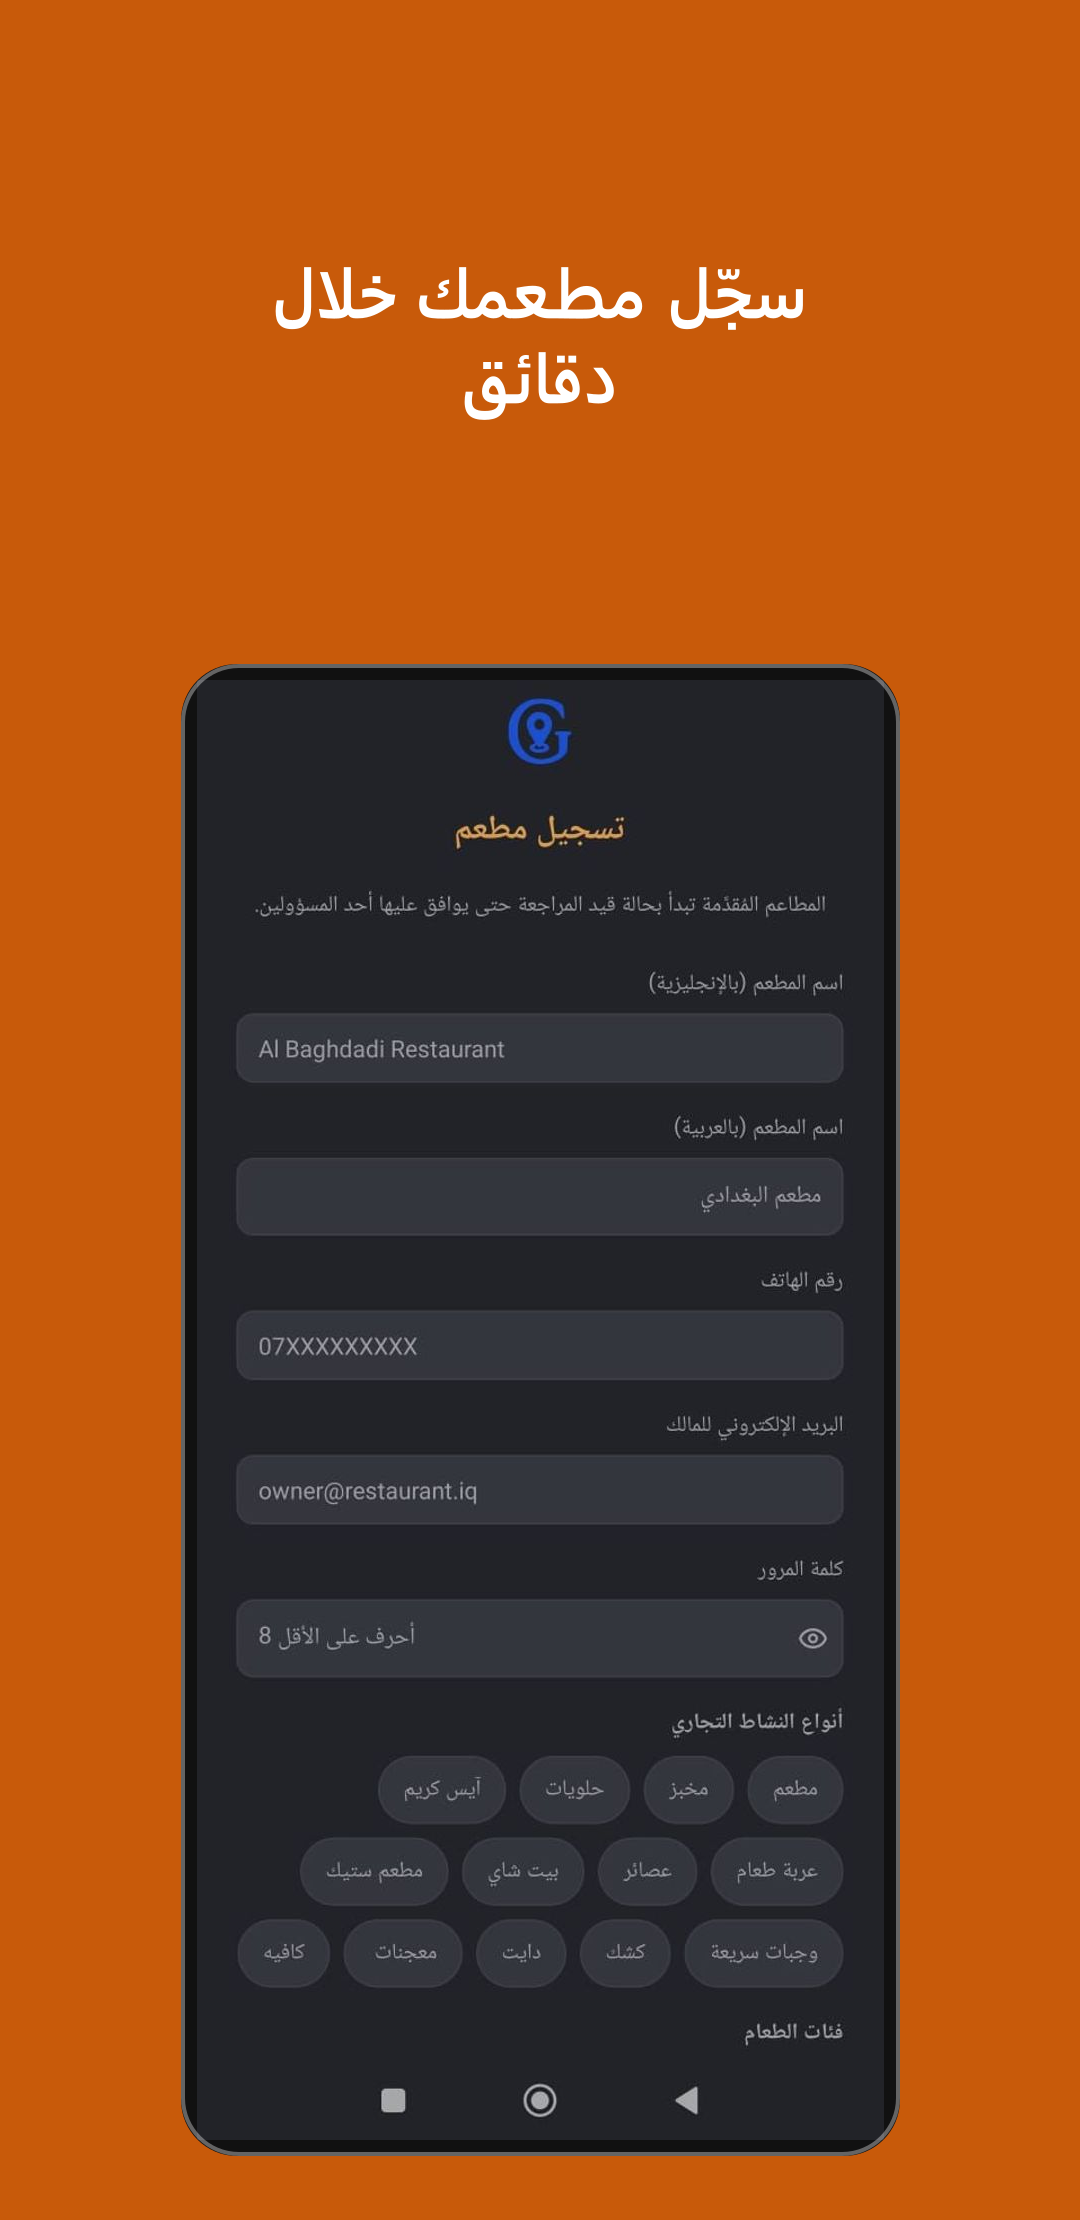 سجّل مطعمك خلال
دقائق
G
تسجيل مطعم
المطاعم المُقدَّمة تبدأ بحالة قيد المراجعة حتى يوافق عليها أحد المسؤولين.
اسم المطعم (بالإنجليزية)
Al Baghdadi Restaurant
اسم المطعم (بالعربية)
مطعم البغدادي
رقم الهاتف
07XXXXXXXXX
البريد الإلكتروني للمالك
owner@restaurant.iq
كلمة المرور
8 أحرف على الأقل
أنواع النشاط التجاري
مطعم مخبز حلويات آيس كريم
عربة طعام عصائر بيت شاي مطعم ستيك
وجبات سريعة كشك دايت معجنات كافيه
فئات الطعام